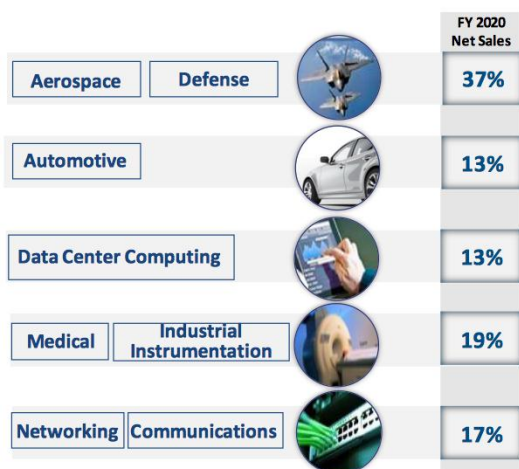 FY 2020
Net Sales
Aerospace Defense 37%
Automotive 13%
Data Center Computing 13%
Medical Industrial
Instrumentation 19%
Networking Communications 17%